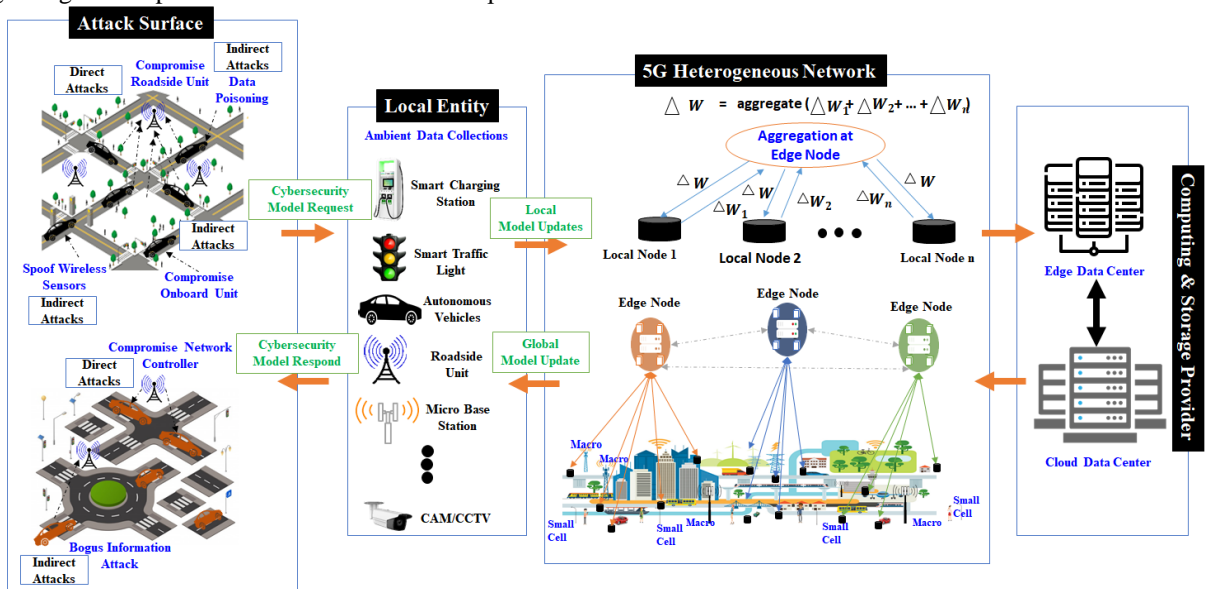 Attack Surface
Indirect
Attacks
Direct
Attacks
Compromise
Roadside Unit
Data
Poisoning
Indirect
Attacks
Spoof Wireless
Sensors
Compromise
Onboard Unit
Indirect
Attacks
Compromise Network
Controller
Direct
Attacks
Bogus Information
Attack
Indirect
Attacks
Cybersecurity
Model Request
Cybersecurity
Model Respond
Local Entity
Ambient Data Collections
Smart Charging
Station
Smart Traffic
Light
Autonomous
Vehicles
Roadside
Unit
Micro Base
Station
CAM/CCTV
Local
Model Updates
Global
Model Update
5G Heterogeneous Network
△ W = aggregate (△W₁+ △W₂+ ... + △Wₙ)
Aggregation at
Edge Node
△ W
△W₁
△ W
△W₂
△Wₙ
△ W
Local Node 1
Local Node 2
Local Node n
Edge Node
Edge Node
Edge Node
Macro
Macro
Small
Cell
Small
Cell
Macro
Small
Cell
Small
Cell
Macro
Small
Cell
Edge Data Center
Cloud Data Center
Computing & Storage Provider